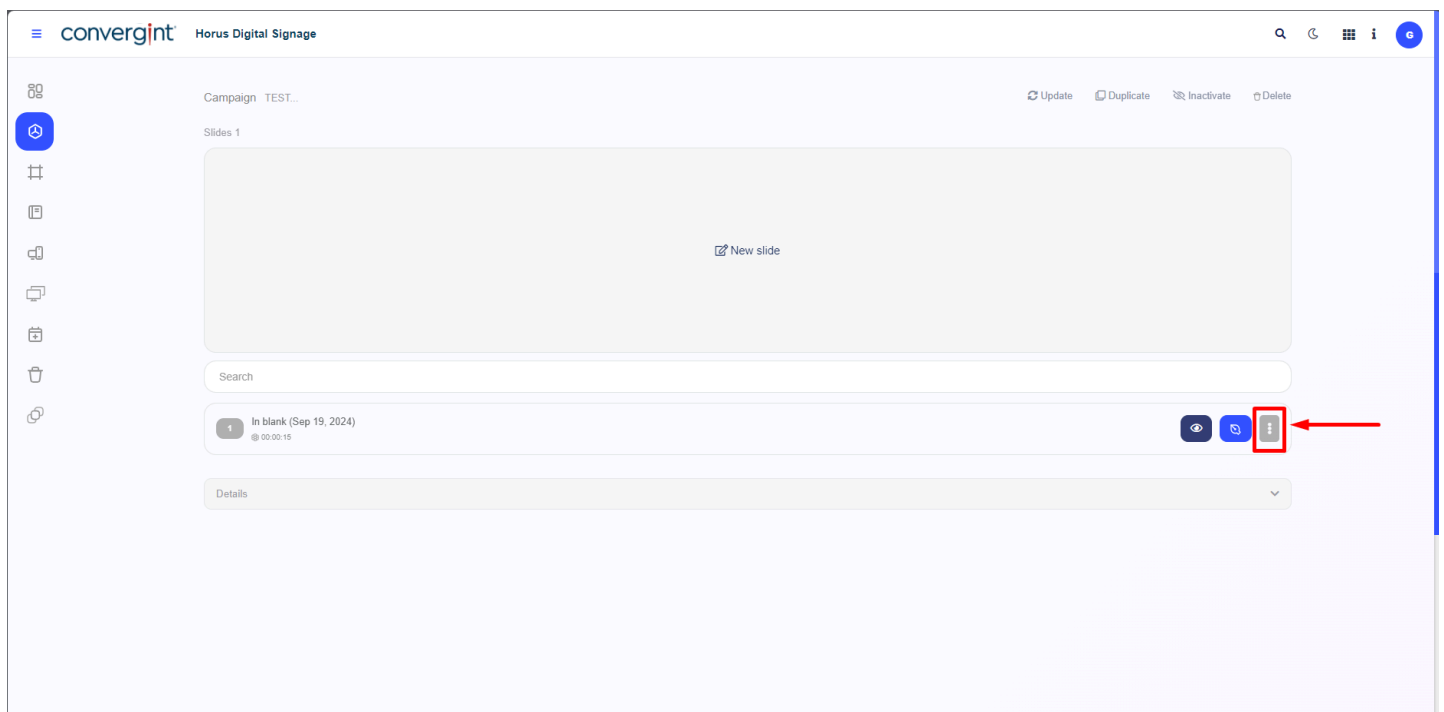 convergint Horus Digital Signage
G
Campaign TEST...
Update Duplicate Inactivate Delete
Slides 1
New slide
Search
1 In blank (Sep 19, 2024)
00:00:15
Details